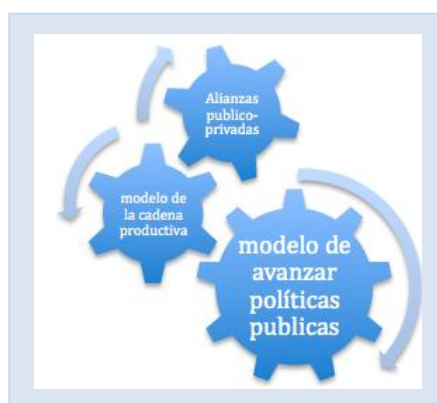 Alianzas
publico-
privadas
modelo de
la cadena
productiva
modelo de
avanzar
políticas
publicas